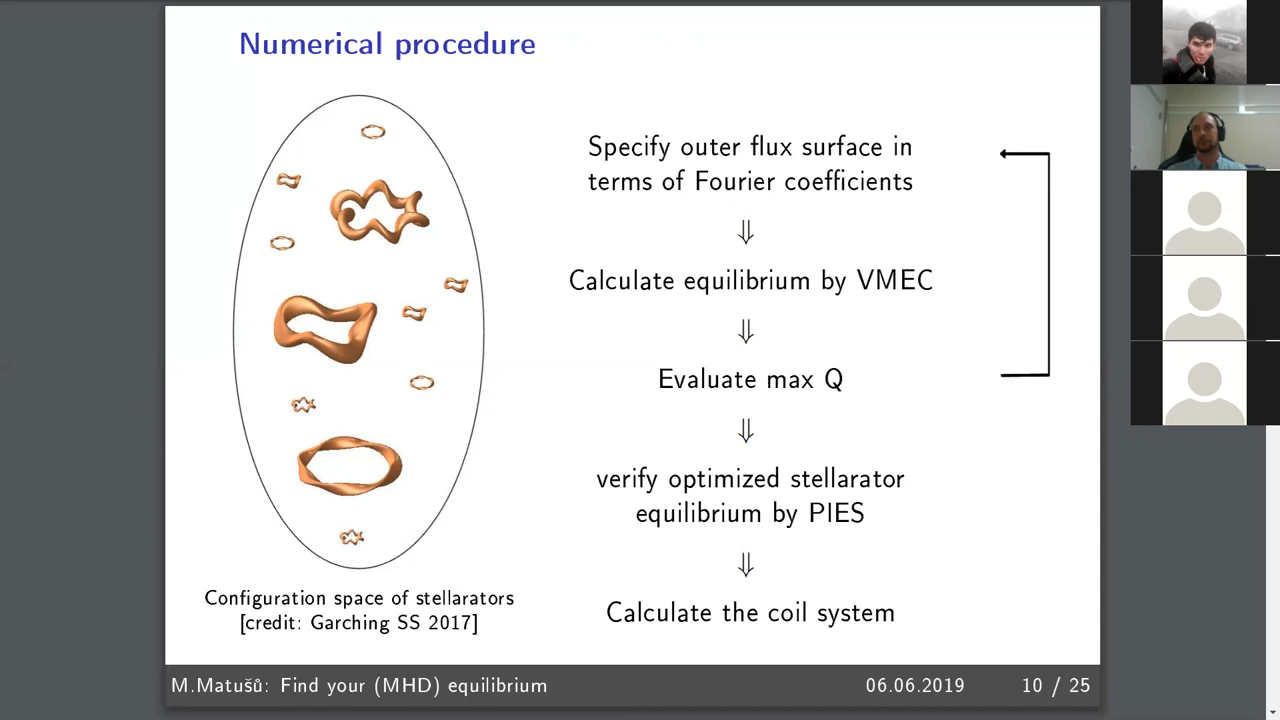 Numerical procedure
Specify outer flux surface in
terms of Fourier coefficients
⇓
Calculate equilibrium by VMEC
⇓
Evaluate max Q
⇓
verify optimized stellarator
equilibrium by PIES
⇓
Calculate the coil system
Configuration space of stellarators
[credit: Garching SS 2017]
M.Matušů: Find your (MHD) equilibrium 06.06.2019 10 / 25